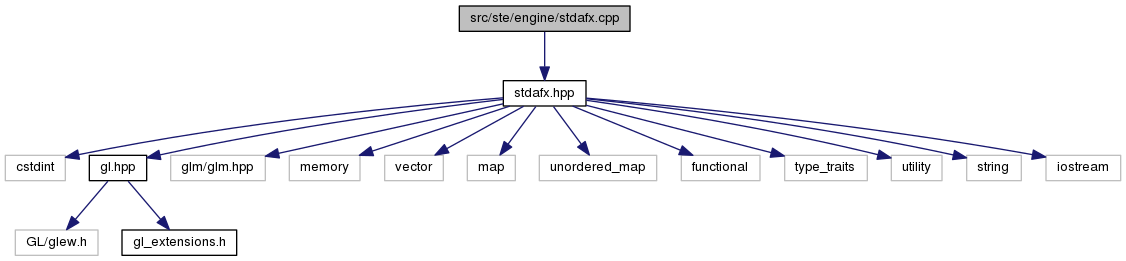 src/ste/engine/stdafx.cpp
stdafx.hpp
cstdint
gl.hpp
glm/glm.hpp
memory
vector
map
unordered_map
functional
type_traits
utility
string
iostream
GL/glew.h
gl_extensions.h